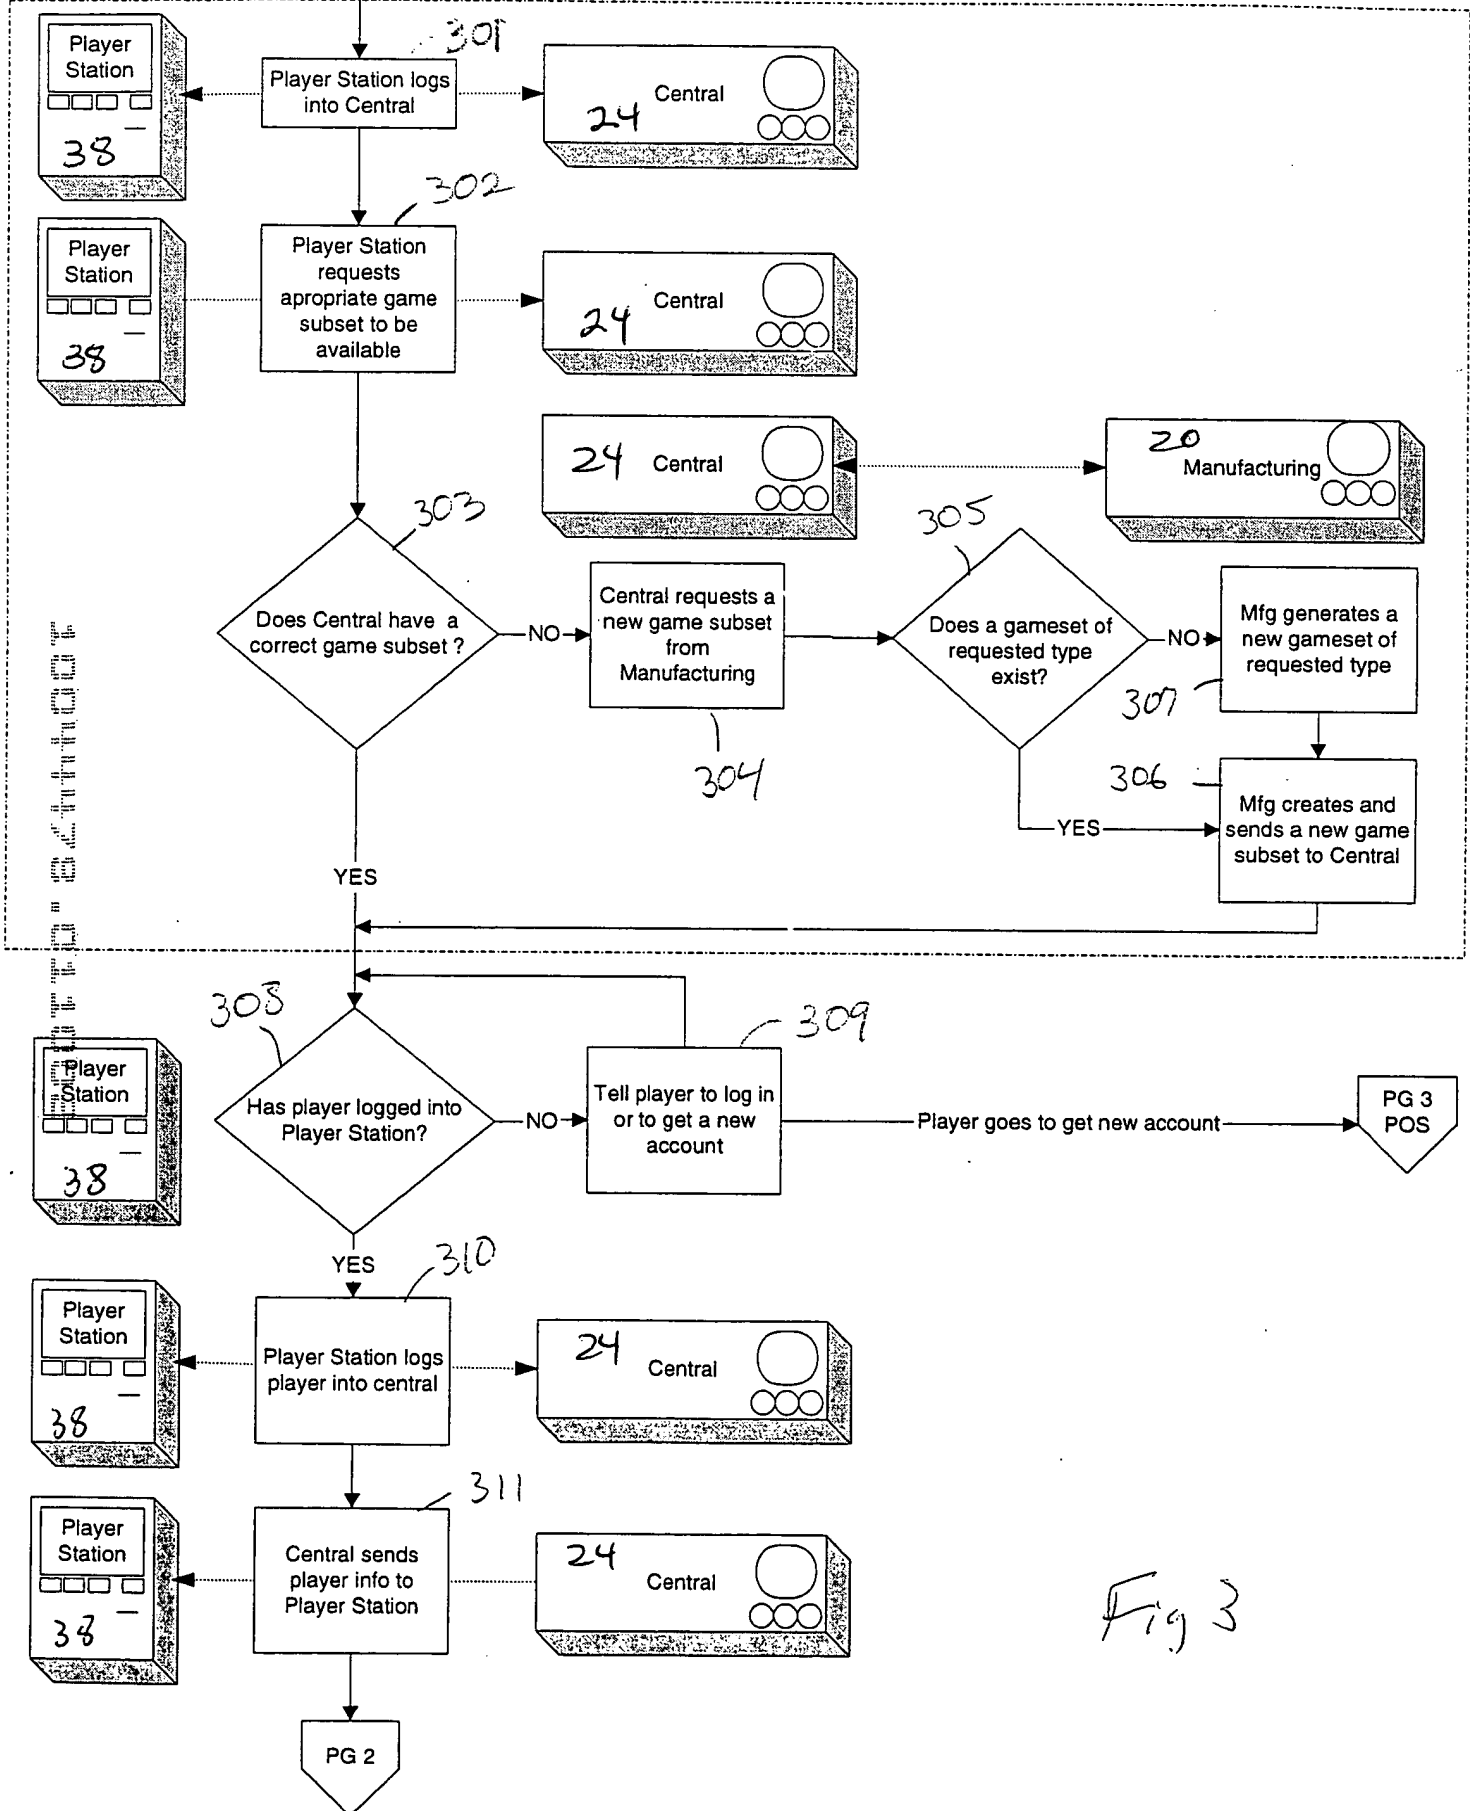 Player
Station
38
301
Player Station logs
into Central
Central
24
302
Player
Station
38
Player Station
requests
apropriate game
subset to be
available
Central
24
24
Central
20
Manufacturing
303
Does Central have a
correct game subset ?
NO
Central requests a
new game subset
from
Manufacturing
304
305
Does a gameset of
requested type
exist?
NO
Mfg generates a
new gameset of
requested type
307
306
YES
Mfg creates and
sends a new game
subset to Central
YES
308
Player
Station
38
Has player logged into
Player Station?
NO
309
Tell player to log in
or to get a new
account
Player goes to get new account
PG 3
POS
YES
310
Player
Station
38
Player Station logs
player into central
24
Central
311
Player
Station
38
Central sends
player info to
Player Station
24
Central
Fig 3
PG 2